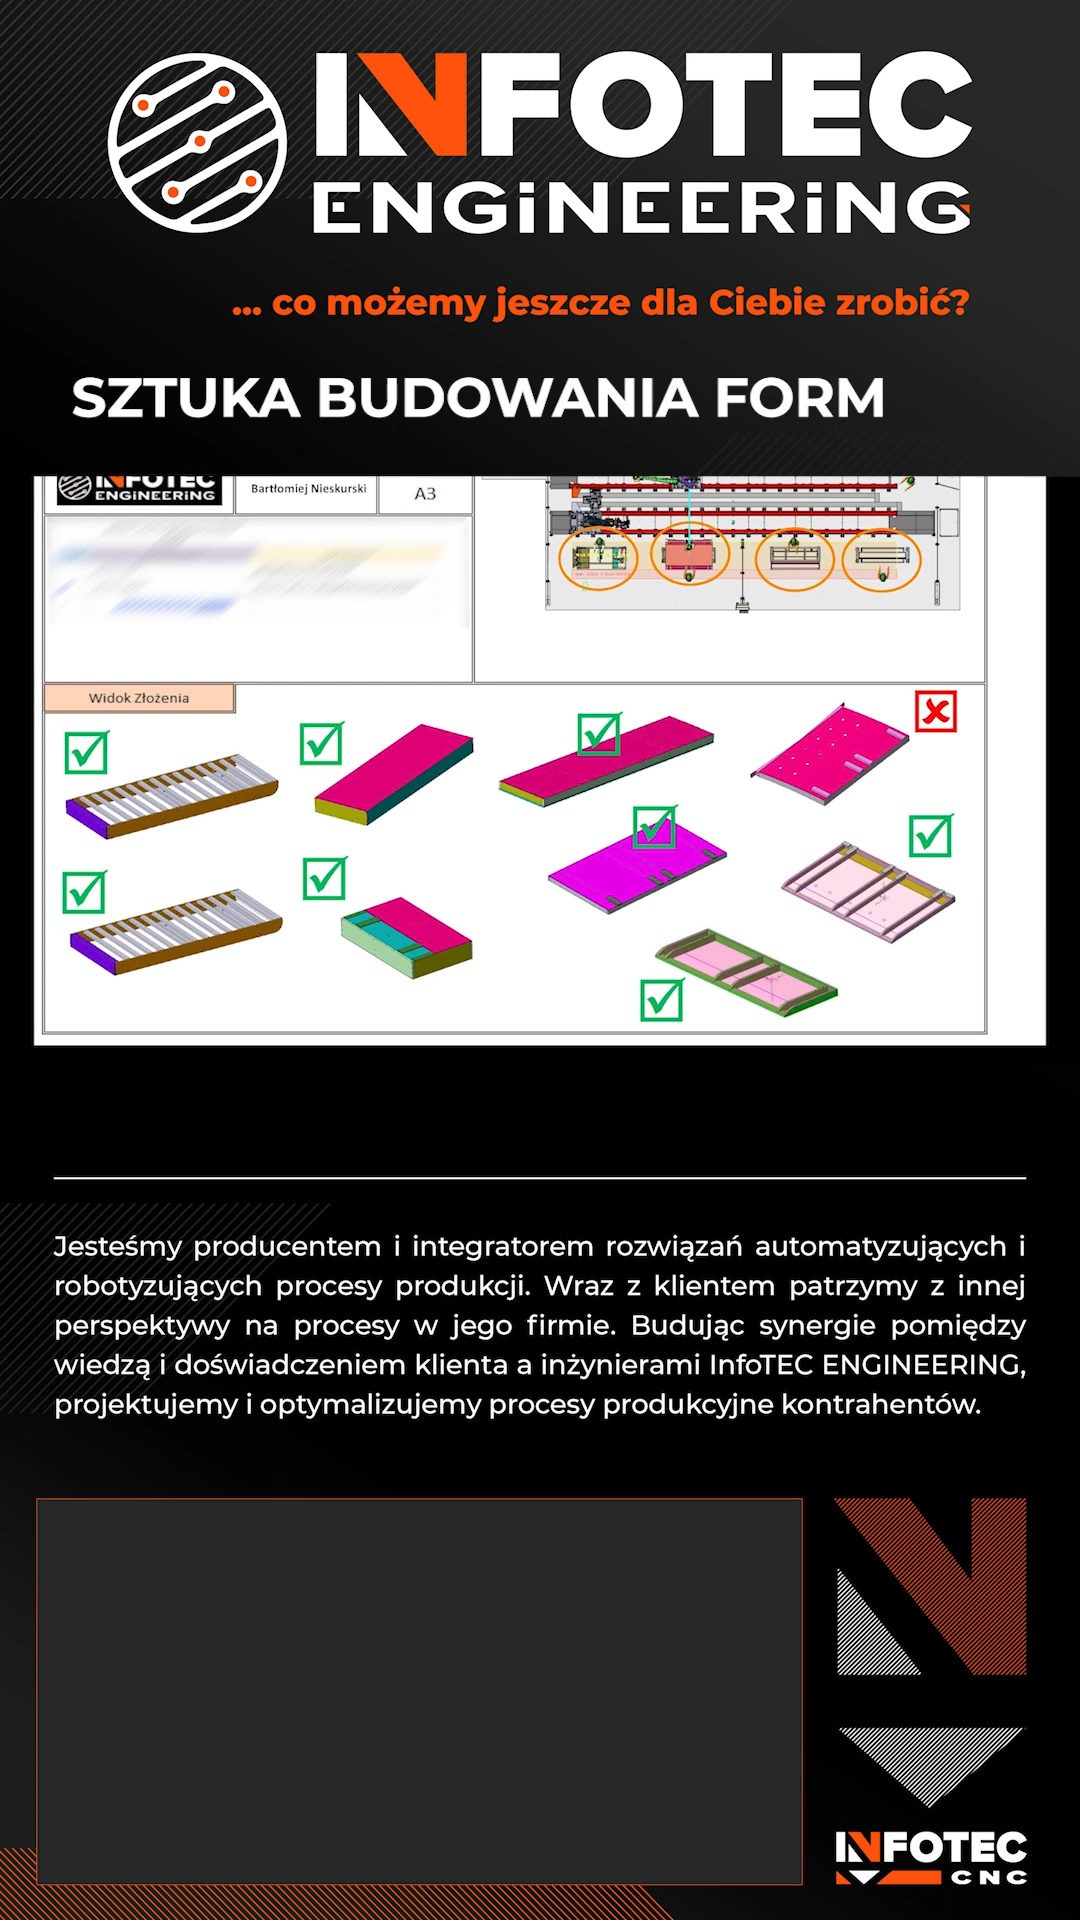 INFOTEC
ENGiNEERiNG
... co możemy jeszcze dla Ciebie zrobić?
SZTUKA BUDOWANIA FORM
INFOTEC
ENGiNEERiNG
Bartłomiej Nieskurski
A3
Widok Złożenia
Jesteśmy producentem i integratorem rozwiązań automatyzujących i
robotyzujących procesy produkcji. Wraz z klientem patrzymy z innej
perspektywy na procesy w jego firmie. Budując synergie pomiędzy
wiedzą i doświadczeniem klienta a inżynierami InfoTEC ENGINEERING,
projektujemy i optymalizujemy procesy produkcyjne kontrahentów.
INFOTEC
CNC